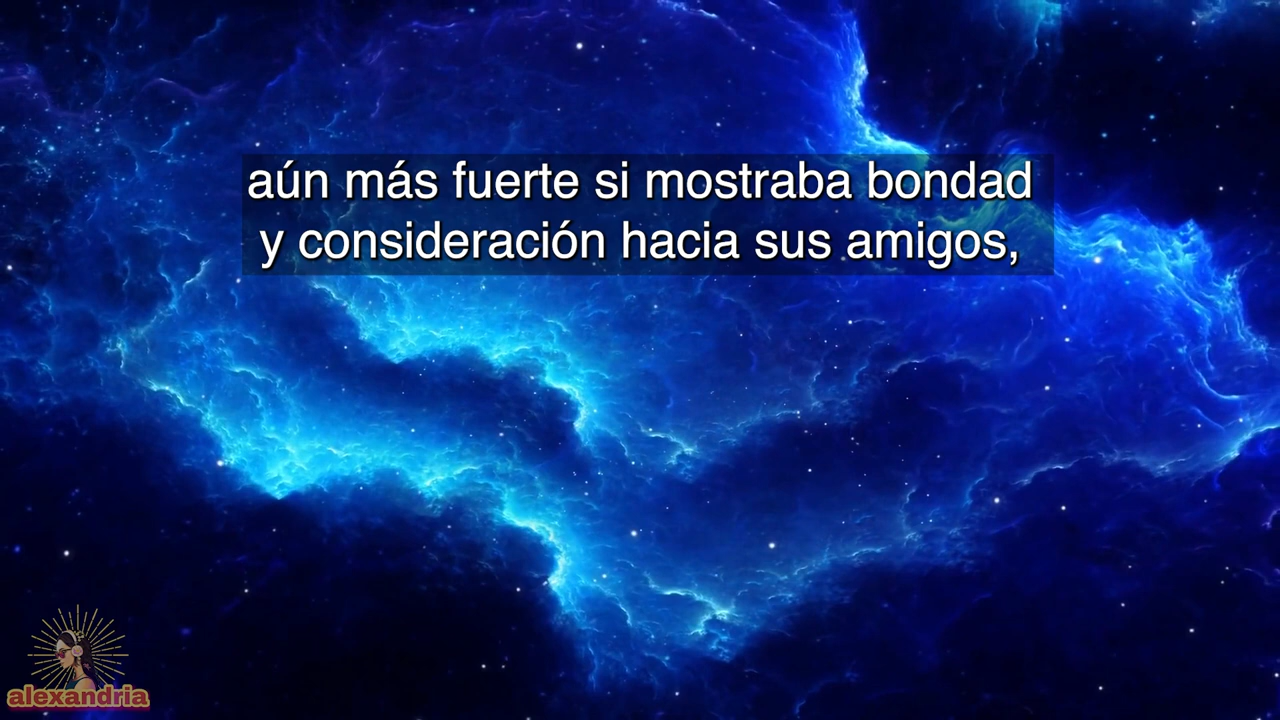 aún más fuerte si mostraba bondad
y consideración hacia sus amigos,
alexandria